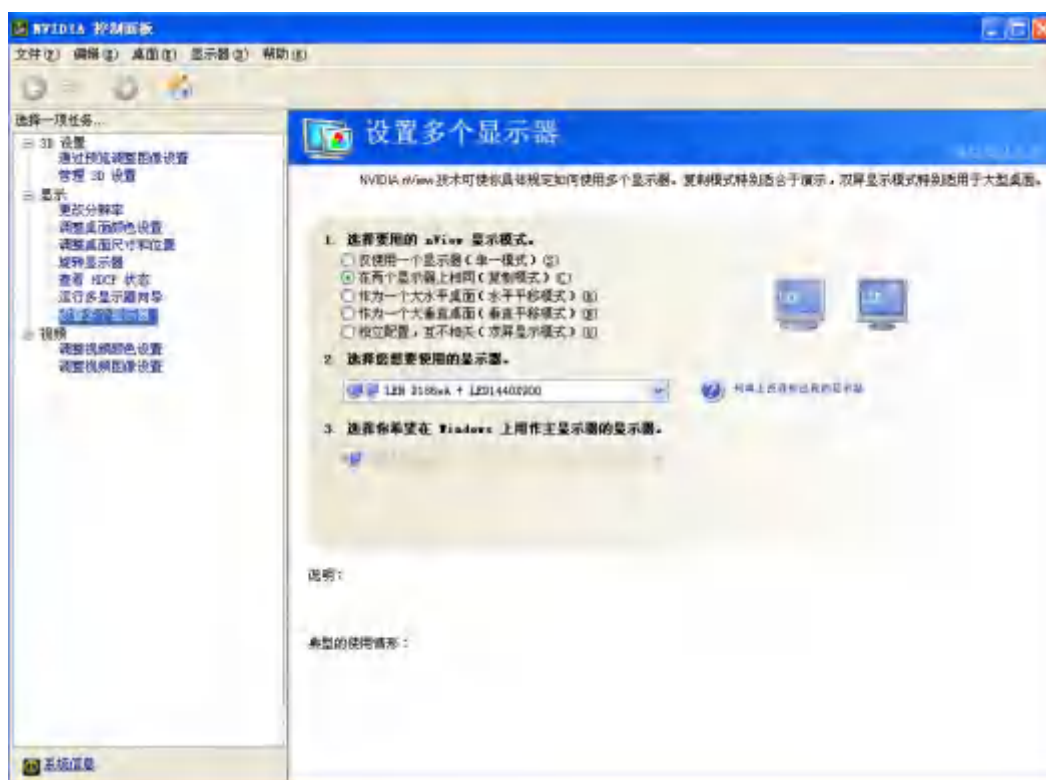 NVIDIA 控制面板
文件(F) 编辑(E) 桌面(K) 显示器(D) 帮助(H)
选择一项任务...
3D 设置
通过预览调整图像设置
管理 3D 设置
显示
更改分辨率
调整桌面颜色设置
调整桌面尺寸和位置
旋转显示器
查看 HDCP 状态
运行多显示器向导
设置多个显示器
视频
调整视频颜色设置
调整视频图像设置
系统信息
设置多个显示器
NVIDIA nView 技术可使你具体规定如何使用多个显示器。复制模式特别适合于演示，双屏显示模式特别适用于大型桌面。
1. 选择要用的 nView 显示模式。
仅使用一个显示器(单一模式)(S)
在两个显示器上相同(复制模式)(C)
作为一个大水平桌面(水平平移模式)
作为一个大垂直桌面(垂直平移模式)
独立配置，互不相关(双屏显示模式)
2. 选择您想要使用的显示器。
3. 选择你希望在 Windows 上用作主显示器的显示器。
说明：
典型的使用情形：